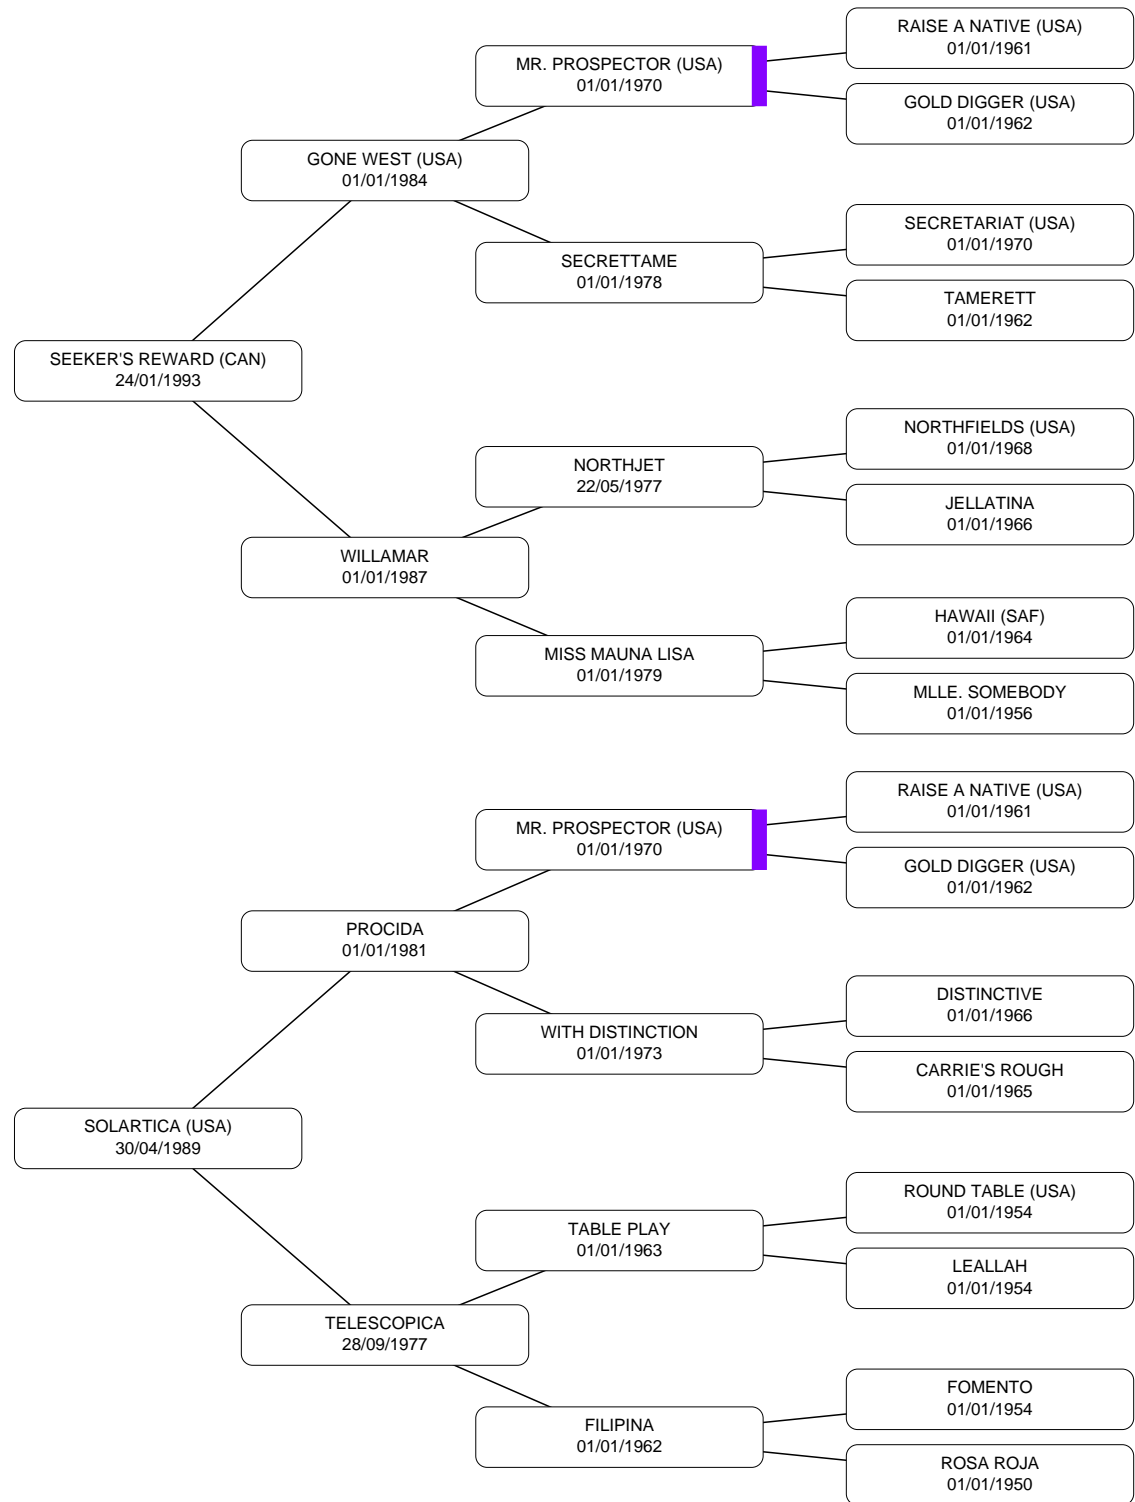 RAISE A NATIVE (USA)
01/01/1961
MR. PROSPECTOR (USA)
01/01/1970
GOLD DIGGER (USA)
01/01/1962
GONE WEST (USA)
01/01/1984
SECRETARIAT (USA)
01/01/1970
SECRETTAME
01/01/1978
TAMERETT
01/01/1962
SEEKER'S REWARD (CAN)
24/01/1993
NORTHFIELDS (USA)
01/01/1968
NORTHJET
22/05/1977
JELLATINA
01/01/1966
WILLAMAR
01/01/1987
HAWAII (SAF)
01/01/1964
MISS MAUNA LISA
01/01/1979
MLLE. SOMEBODY
01/01/1956
RAISE A NATIVE (USA)
01/01/1961
MR. PROSPECTOR (USA)
01/01/1970
GOLD DIGGER (USA)
01/01/1962
PROCIDA
01/01/1981
DISTINCTIVE
01/01/1966
WITH DISTINCTION
01/01/1973
CARRIE'S ROUGH
01/01/1965
SOLARTICA (USA)
30/04/1989
ROUND TABLE (USA)
01/01/1954
TABLE PLAY
01/01/1963
LEALLAH
01/01/1954
TELESCOPICA
28/09/1977
FOMENTO
01/01/1954
FILIPINA
01/01/1962
ROSA ROJA
01/01/1950